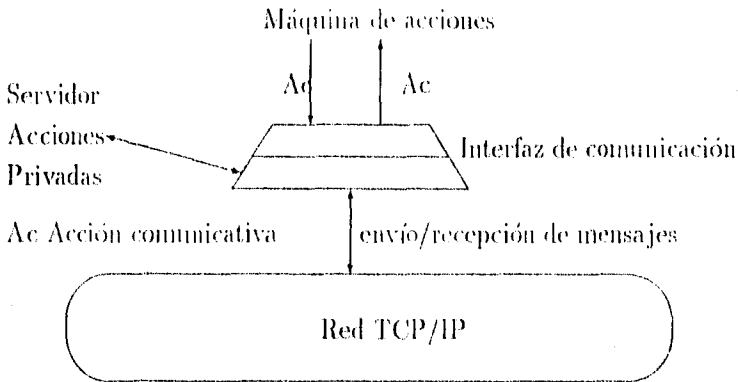 Máquina de acciones
Ac Ac
Servidor
Acciones
Privadas
Interfaz de comunicación
Ac Acción comunicativa
envío/recepción de mensajes
Red TCP/IP